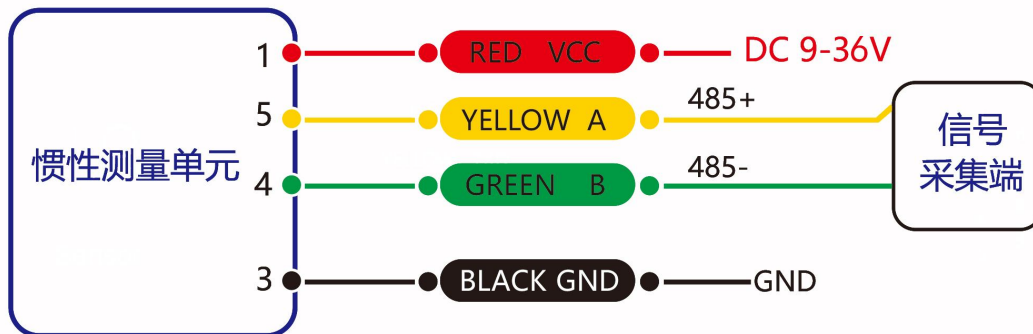 惯性测量单元
1 RED VCC DC 9-36V
5 YELLOW A 485+
4 GREEN B 485-
3 BLACK GND GND
信号
采集端